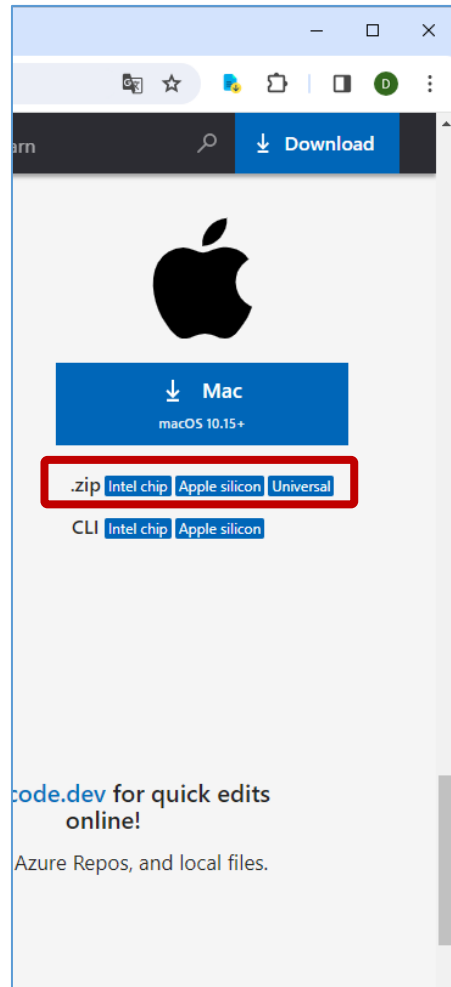 D
arn
Download
Mac
macOS 10.15+
.zip Intel chip Apple silicon Universal
CLI Intel chip Apple silicon
code.dev for quick edits
online!
Azure Repos, and local files.